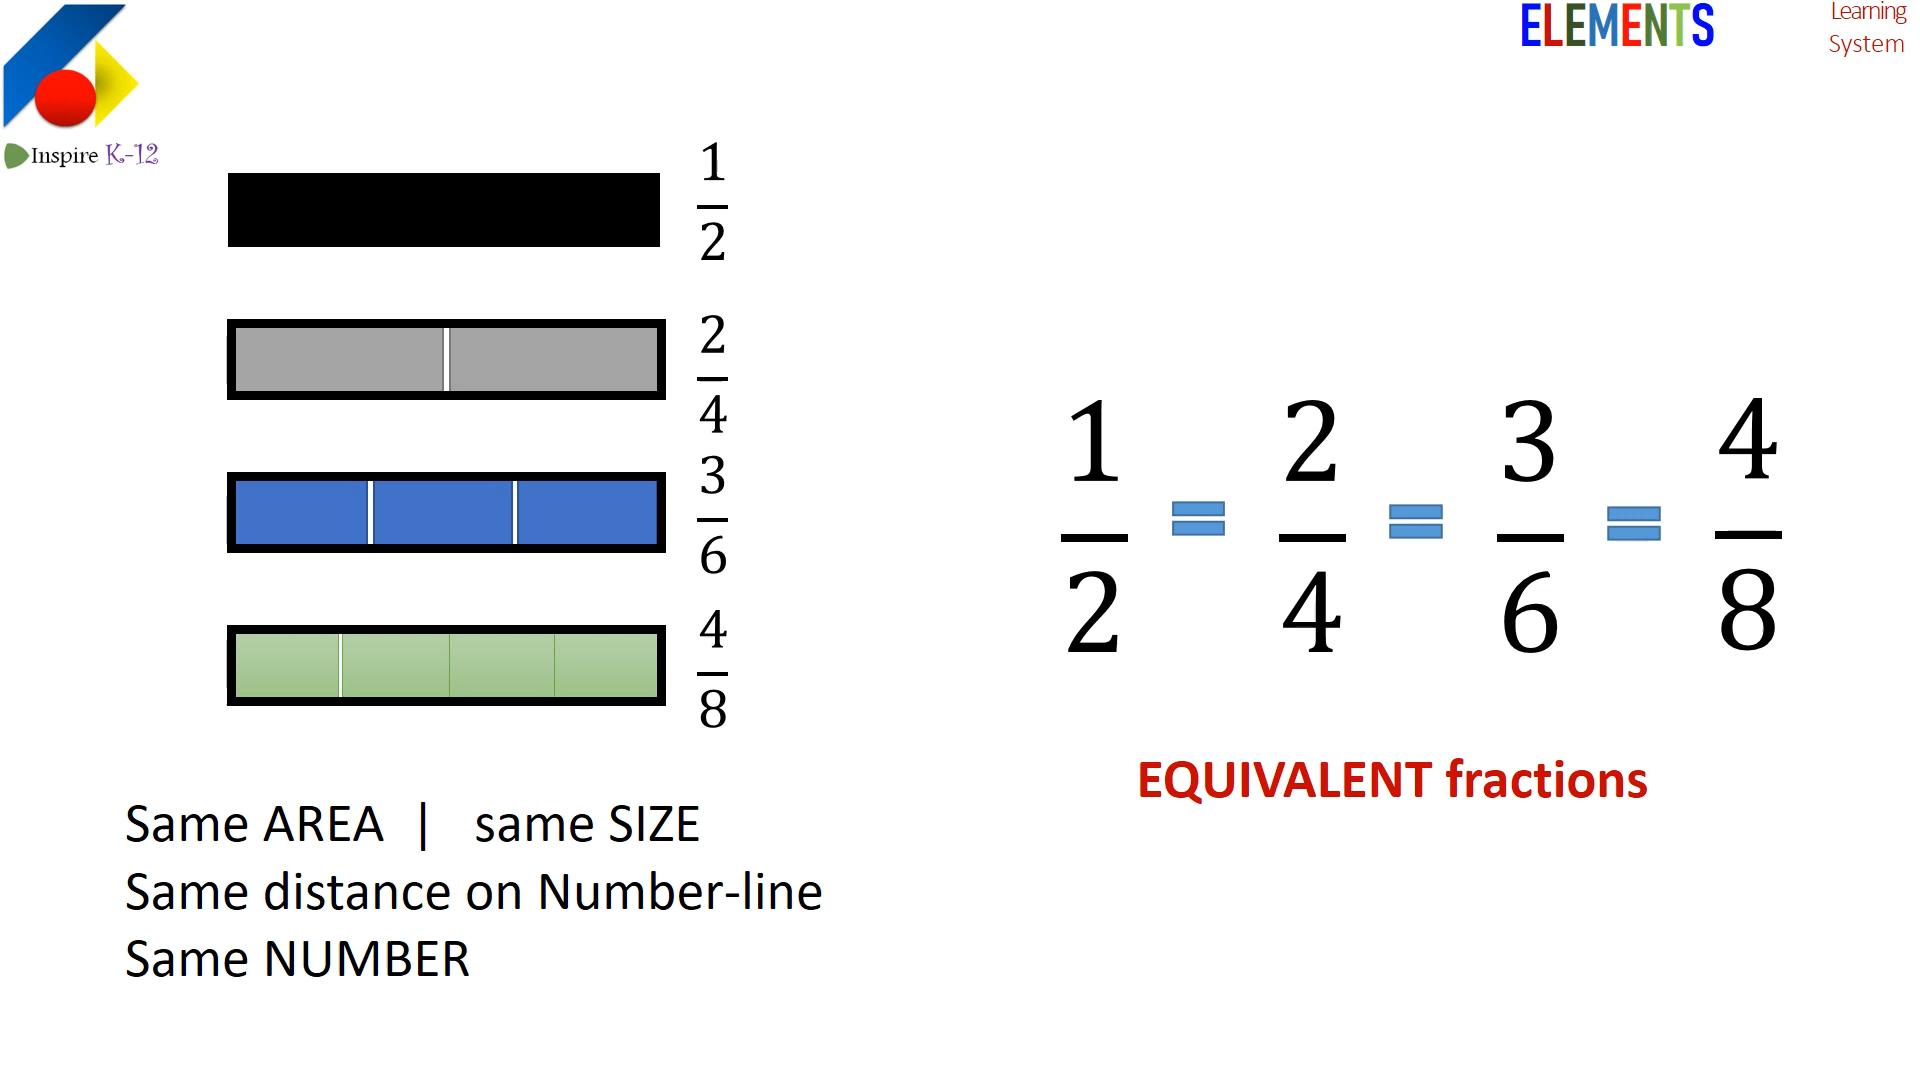 ELEMENTS
Learning
System
Inspire K-12
1
2
2
4
3
6
4
8
1
2
=
2
4
=
3
6
=
4
8
EQUIVALENT fractions
Same AREA | same SIZE
Same distance on Number-line
Same NUMBER